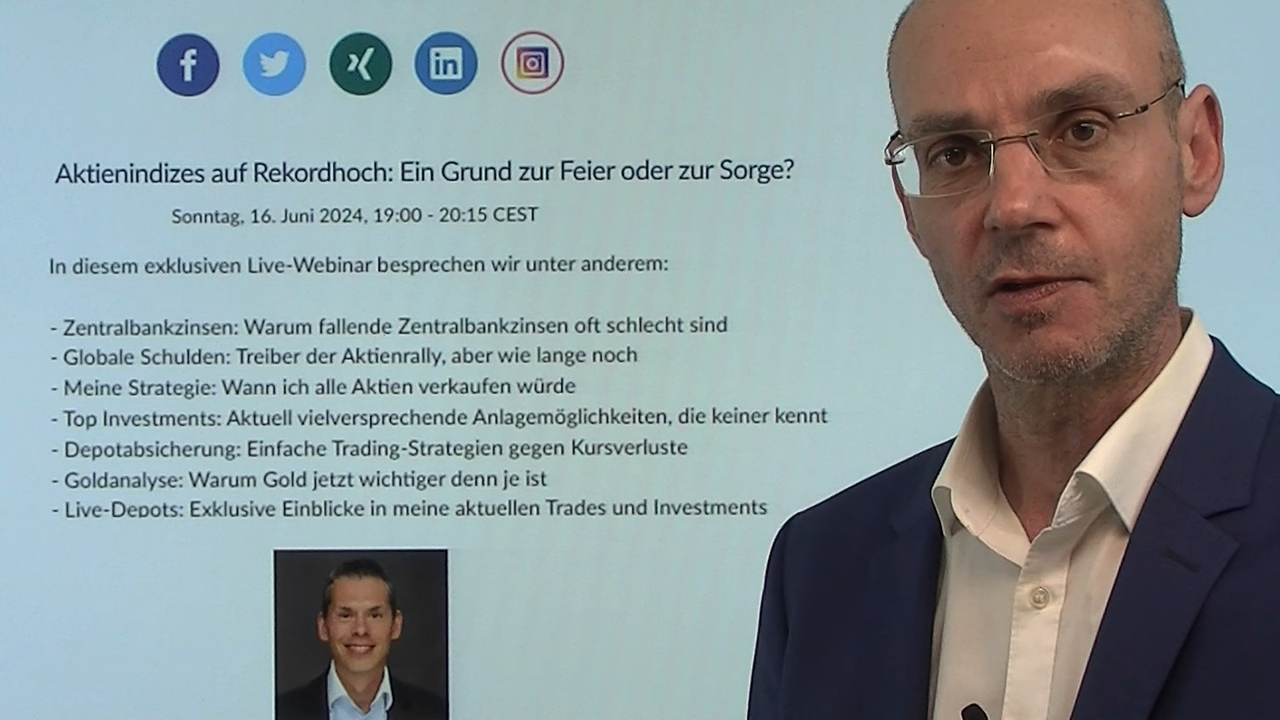 f
in
Aktienindizes auf Rekordhoch: Ein Grund zur Feier oder zur Sorge?
Sonntag, 16. Juni 2024, 19:00 - 20:15 CEST
In diesem exklusiven Live-Webinar besprechen wir unter anderem:
- Zentralbankzinsen: Warum fallende Zentralbankzinsen oft schlecht sind
- Globale Schulden: Treiber der Aktienrally, aber wie lange noch
- Meine Strategie: Wann ich alle Aktien verkaufen würde
- Top Investments: Aktuell vielversprechende Anlagemöglichkeiten, die keiner kennt
- Depotabsicherung: Einfache Trading-Strategien gegen Kursverluste
- Goldanalyse: Warum Gold jetzt wichtiger denn je ist
- Live-Depots: Exklusive Einblicke in meine aktuellen Trades und Investments